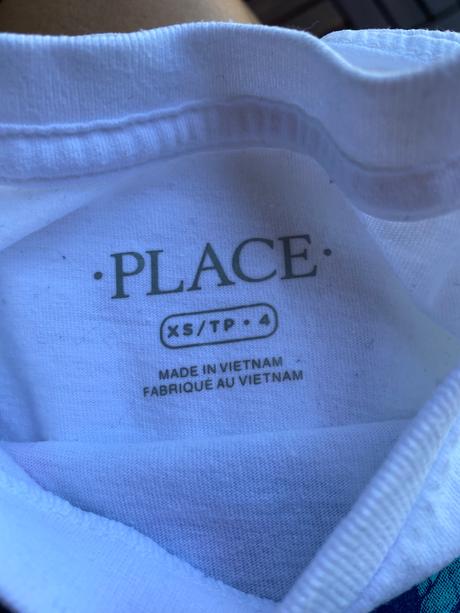 ·PLACE·
XS/TP · 4
MADE IN VIETNAM
FABRIQUÉ AU VIETNAM